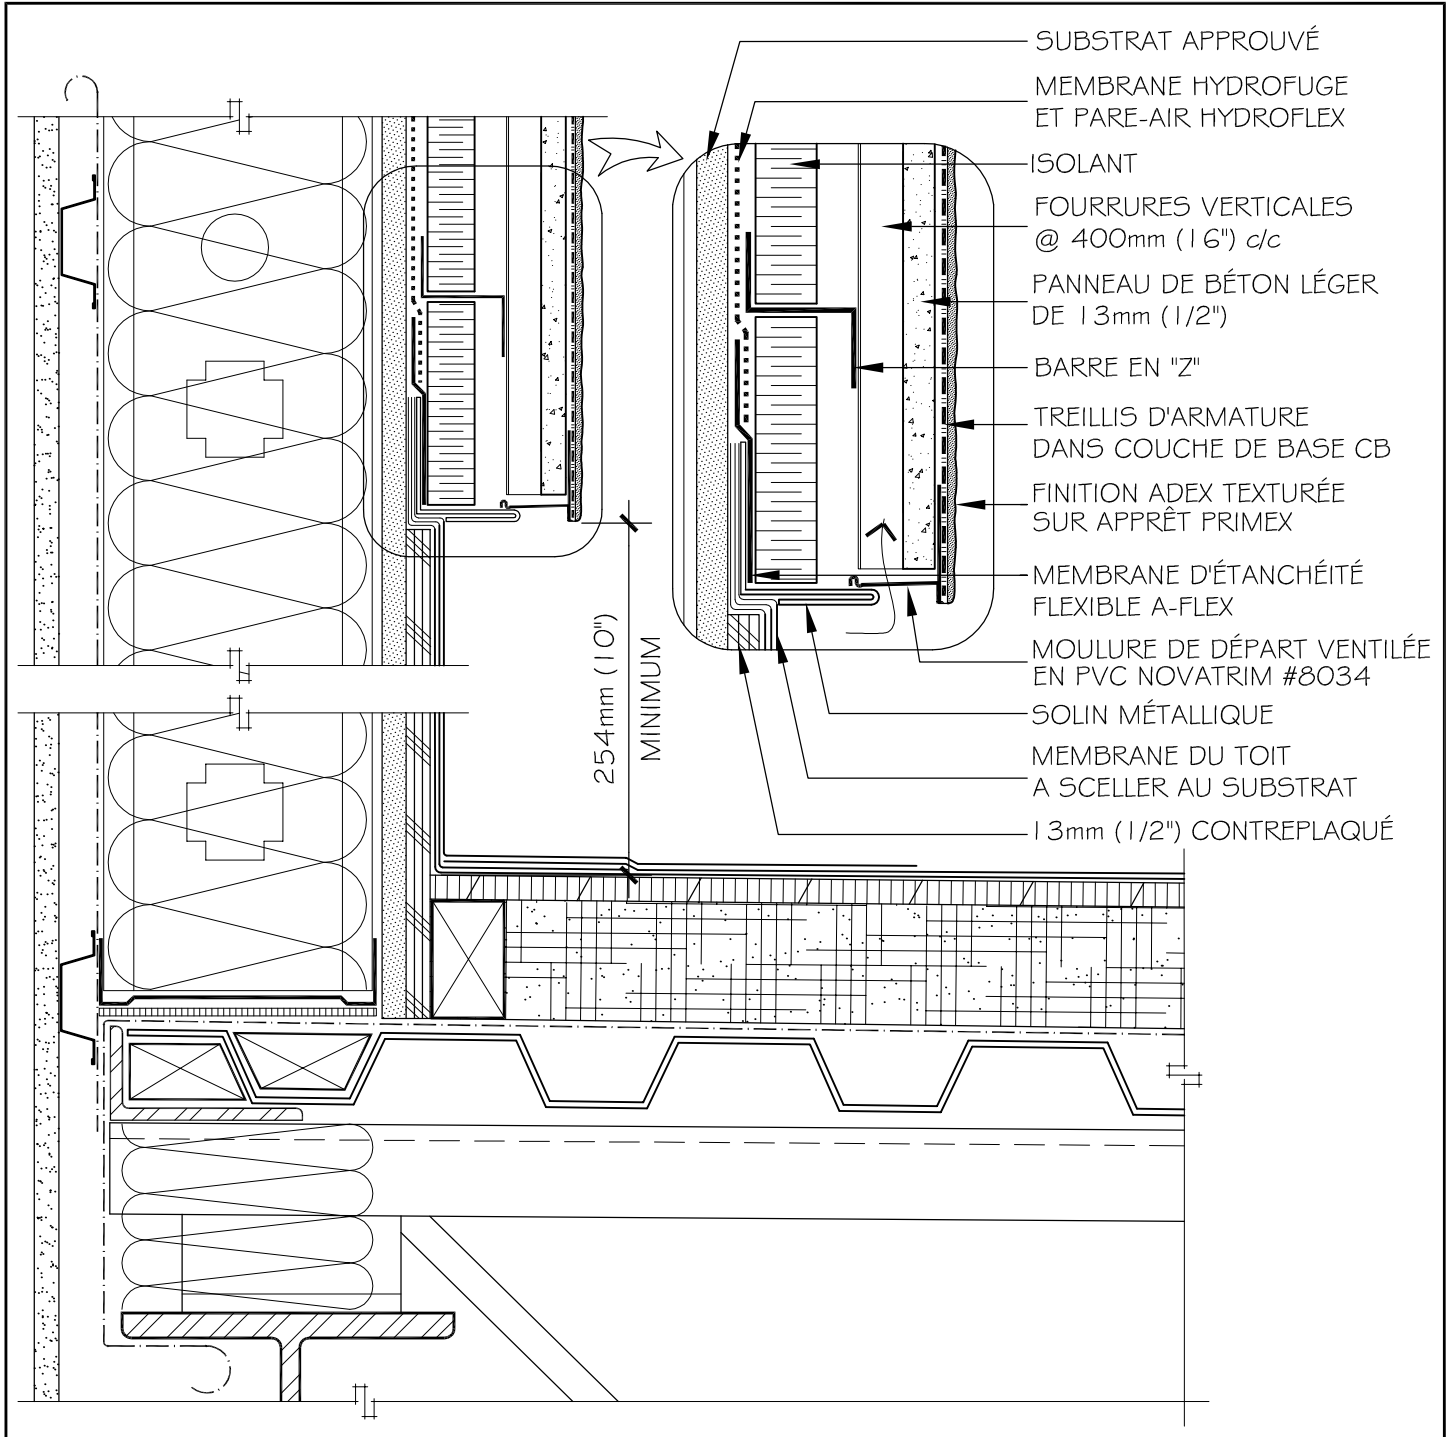 SUBSTRAT APPROUVÉ
MEMBRANE HYDROFUGE
ET PARE-AIR HYDROFLEX
ISOLANT
FOURRURES VERTICALES
@ 400mm (16") c/c
PANNEAU DE BÉTON LÉGER
DE 13mm (1/2")
BARRE EN "Z"
TREILLIS D'ARMATURE
DANS COUCHE DE BASE CB
FINITION ADEX TEXTURÉE
SUR APPRÊT PRIMEX
MEMBRANE D'ÉTANCHÉITÉ
FLEXIBLE A-FLEX
MOULURE DE DÉPART VENTILÉE
EN PVC NOVATRIM #8034
SOLIN MÉTALLIQUE
MEMBRANE DU TOIT
A SCELLER AU SUBSTRAT
13mm (1/2") CONTREPLAQUÉ
254mm (10")
MINIMUM